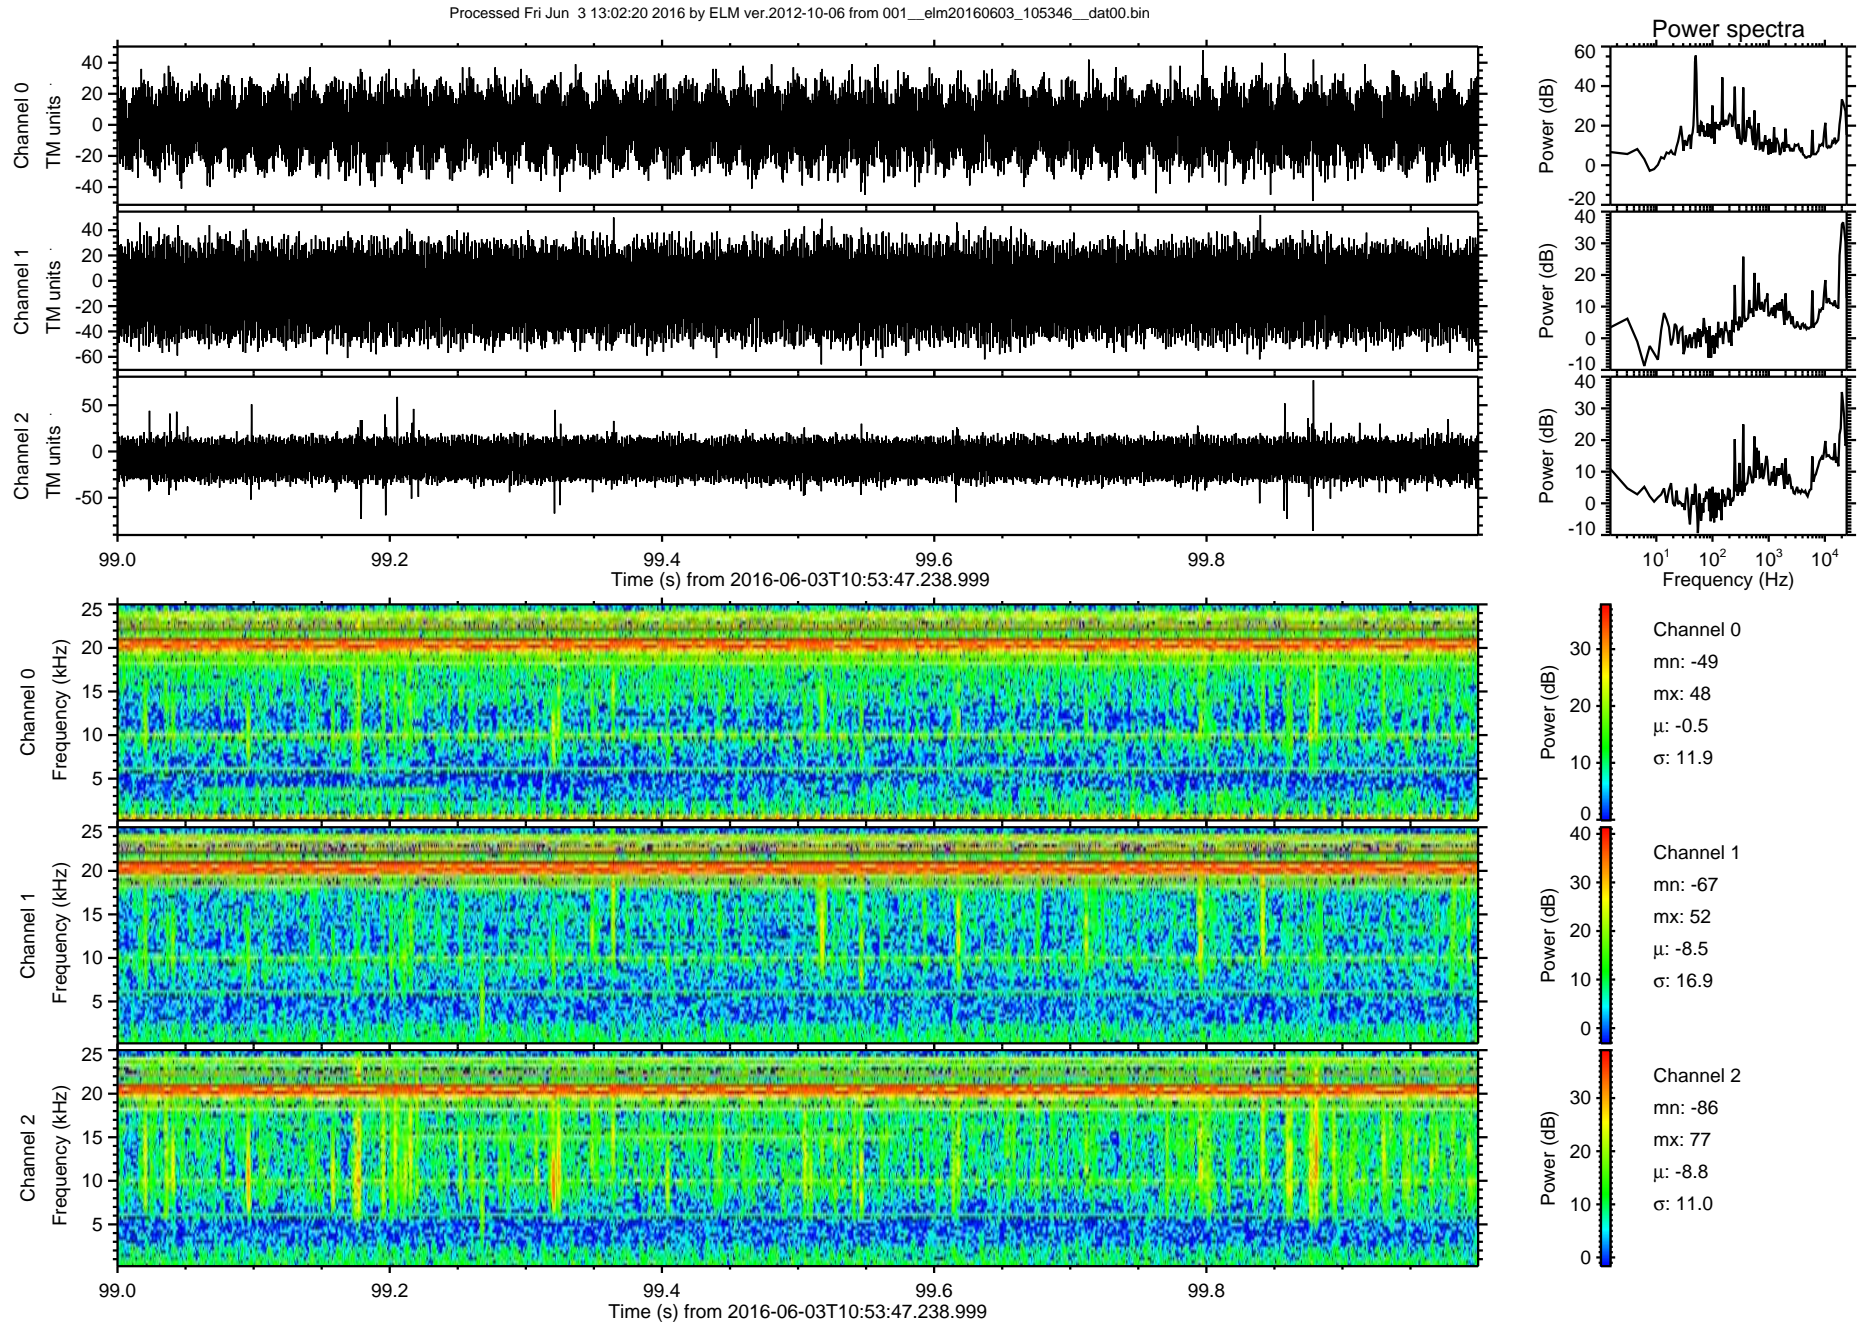 Processed Fri Jun  3 13:02:20 2016 by ELM ver.2012-10-06 from 001__elm20160603_105346__dat00.bin
Power spectra
Channel 0
TM units
40
20
0
-20
-40
Power (dB)
60
40
20
0
-20
Channel 1
TM units
40
20
0
-20
-40
-60
Power (dB)
40
30
20
10
0
-10
Channel 2
TM units
50
0
-50
Power (dB)
40
30
20
10
0
-10
99.0
99.2
99.4
99.6
99.8
Time (s) from 2016-06-03T10:53:47.238.999
10¹
10²
10³
10⁴
Frequency (Hz)
Channel 0
Frequency (kHz)
25
20
15
10
5
Power (dB)
30
20
10
0
Channel 0
mn: -49
mx: 48
μ: -0.5
σ: 11.9
Channel 1
Frequency (kHz)
25
20
15
10
5
Power (dB)
40
30
20
10
0
Channel 1
mn: -67
mx: 52
μ: -8.5
σ: 16.9
Channel 2
Frequency (kHz)
25
20
15
10
5
Power (dB)
30
20
10
0
Channel 2
mn: -86
mx: 77
μ: -8.8
σ: 11.0
99.0
99.2
99.4
99.6
99.8
Time (s) from 2016-06-03T10:53:47.238.999